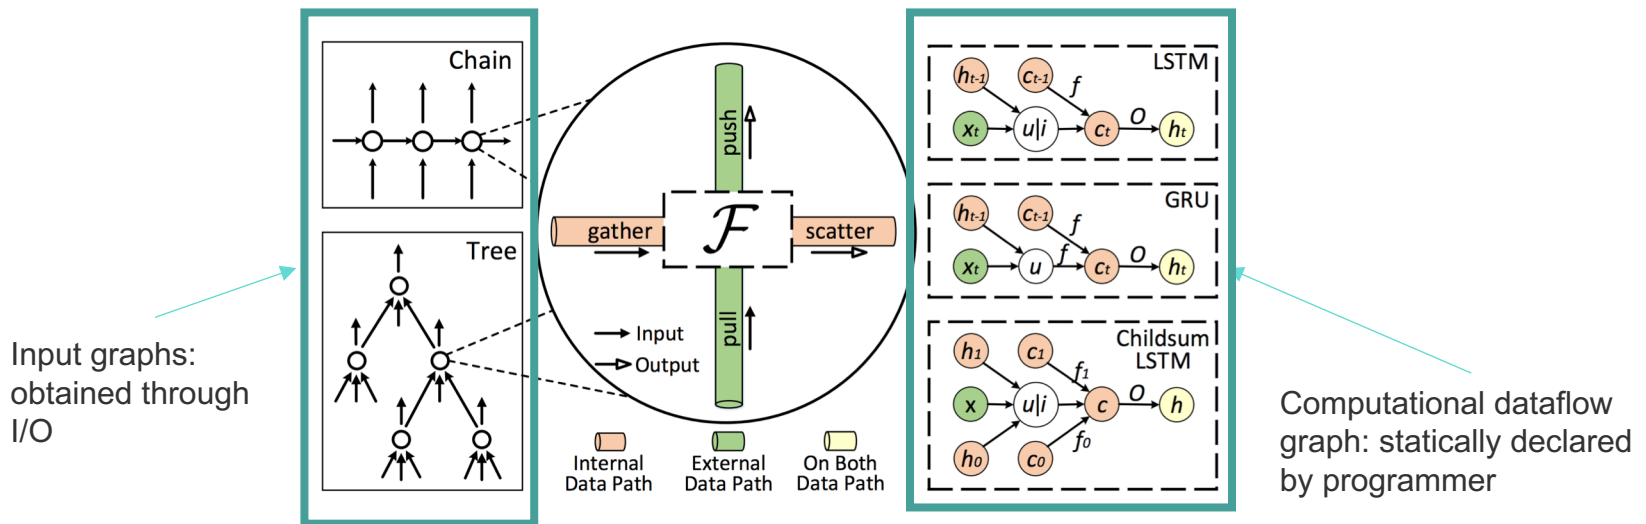 Input graphs:
obtained through
I/O
Chain
Tree
push
gather
F
scatter
pull
Input
Output
Internal
Data Path
External
Data Path
On Both
Data Path
LSTM
hₜ₋₁
cₜ₋₁
f
xₜ
u|i
cₜ
O
hₜ
GRU
hₜ₋₁
cₜ₋₁
f
xₜ
u
f
cₜ
O
hₜ
Childsum
LSTM
h₁
c₁
f₁
x
u|i
c
O
h
f₀
h₀
c₀
Computational dataflow
graph: statically declared
by programmer